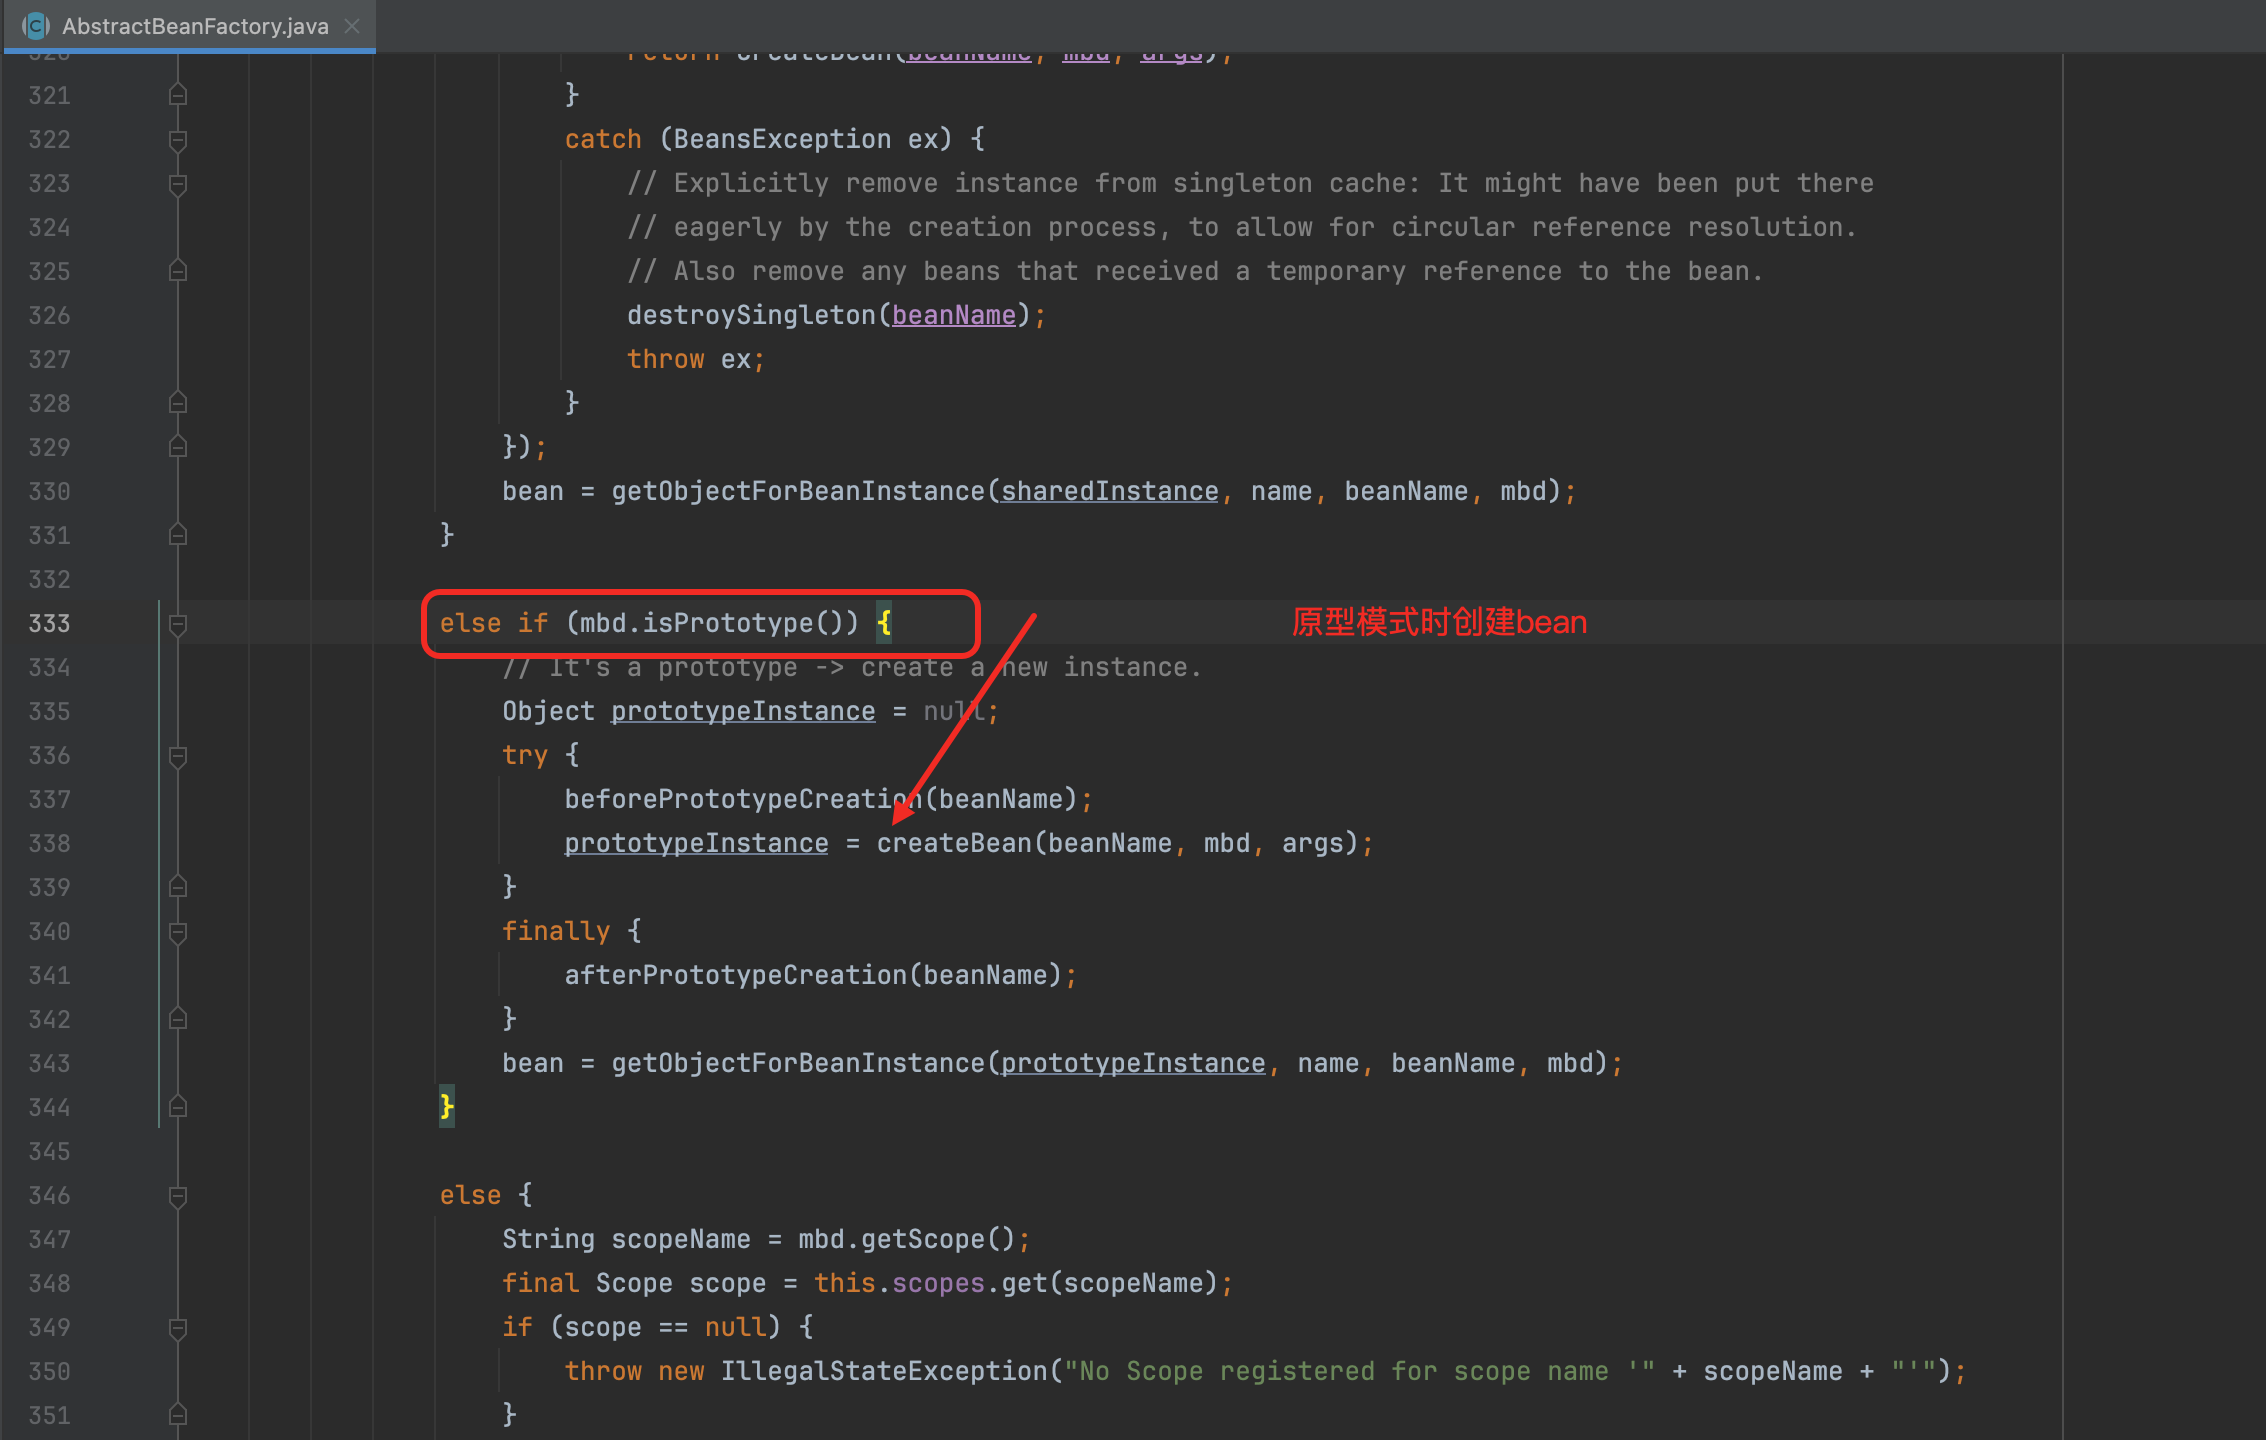 AbstractBeanFactory.java
320 return createBean(beanName, mbd, args);
321 }
322 catch (BeansException ex) {
323 // Explicitly remove instance from singleton cache: It might have been put there
324 // eagerly by the creation process, to allow for circular reference resolution.
325 // Also remove any beans that received a temporary reference to the bean.
326 destroySingleton(beanName);
327 throw ex;
328 }
329 });
330 bean = getObjectForBeanInstance(sharedInstance, name, beanName, mbd);
331 }
332
333 else if (mbd.isPrototype()) { 原型模式时创建bean
334 // It's a prototype -> create a new instance.
335 Object prototypeInstance = null;
336 try {
337 beforePrototypeCreation(beanName);
338 prototypeInstance = createBean(beanName, mbd, args);
339 }
340 finally {
341 afterPrototypeCreation(beanName);
342 }
343 bean = getObjectForBeanInstance(prototypeInstance, name, beanName, mbd);
344 }
345
346 else {
347 String scopeName = mbd.getScope();
348 final Scope scope = this.scopes.get(scopeName);
349 if (scope == null) {
350 throw new IllegalStateException("No Scope registered for scope name '" + scopeName + "'");
351 }